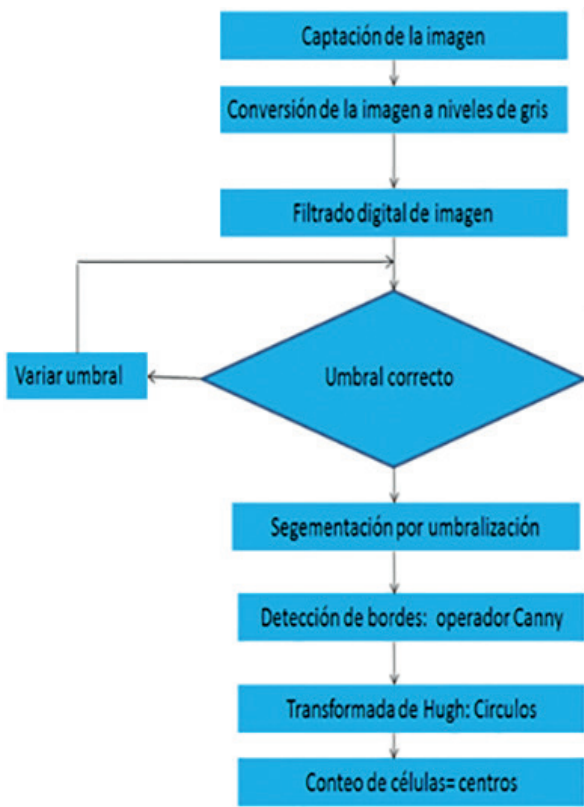 Captación de la imagen
Conversión de la imagen a niveles de gris
Filtrado digital de imagen
Variar umbral
Umbral correcto
Segementación por umbralización
Detección de bordes: operador Canny
Transformada de Hugh: Circulos
Conteo de células= centros